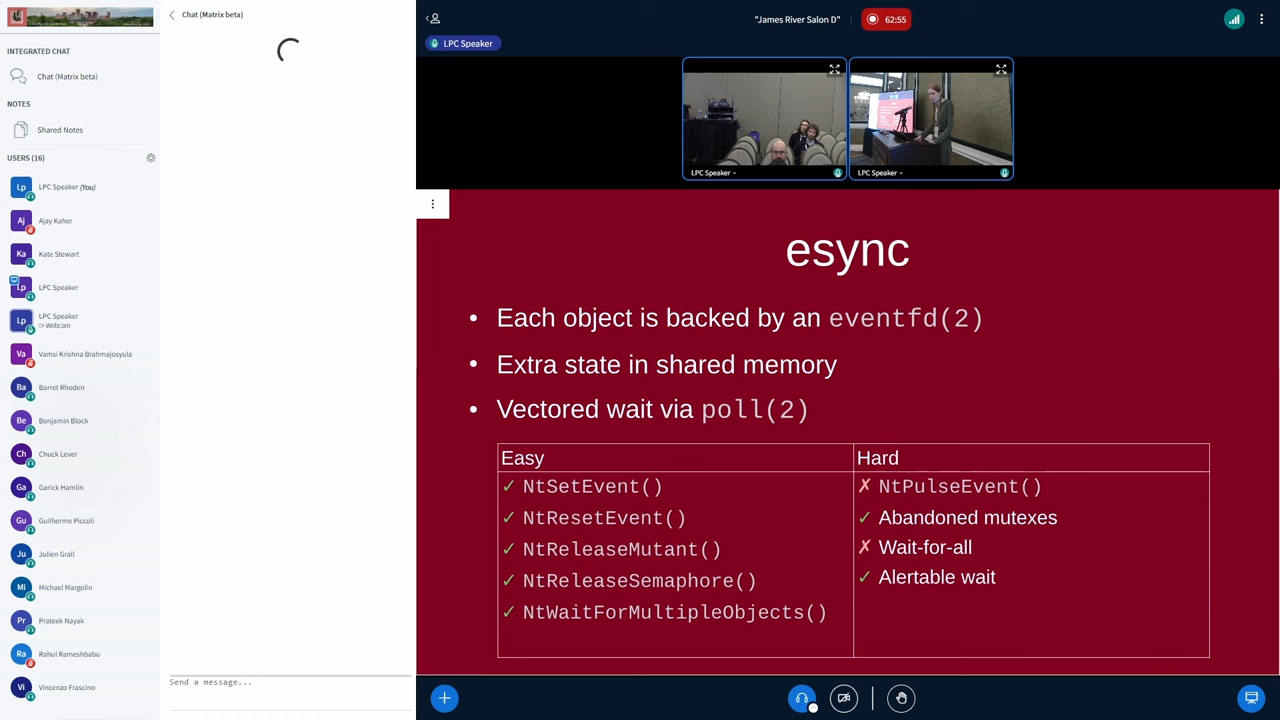 INTEGRATED CHAT
Chat (Matrix beta)
NOTES
Shared Notes
USERS (16)
Lp LPC Speaker (You)
Aj Ajay Kaher
Ka Kate Stewart
Lp LPC Speaker
Lp LPC Speaker
Webcam
Va Vamsi Krishna Brahmajosyula
Ba Barret Rhoden
Be Benjamin Block
Ch Chuck Lever
Ga Garick Hamlin
Gu Guilherme Piccoli
Ju Julien Grall
Mi Michael Margolin
Pr Prateek Nayak
Ra Rahul Rameshbabu
Vi Vincenzo Frascino
Chat (Matrix beta)
Send a message...
"James River Salon D"
62:55
LPC Speaker
LPC Speaker
LPC Speaker
esync
• Each object is backed by an eventfd(2)
• Extra state in shared memory
• Vectored wait via poll(2)
Easy
✓ NtSetEvent()
✓ NtResetEvent()
✓ NtReleaseMutant()
✓ NtReleaseSemaphore()
✓ NtWaitForMultipleObjects()
Hard
✗ NtPulseEvent()
✓ Abandoned mutexes
✗ Wait-for-all
✓ Alertable wait